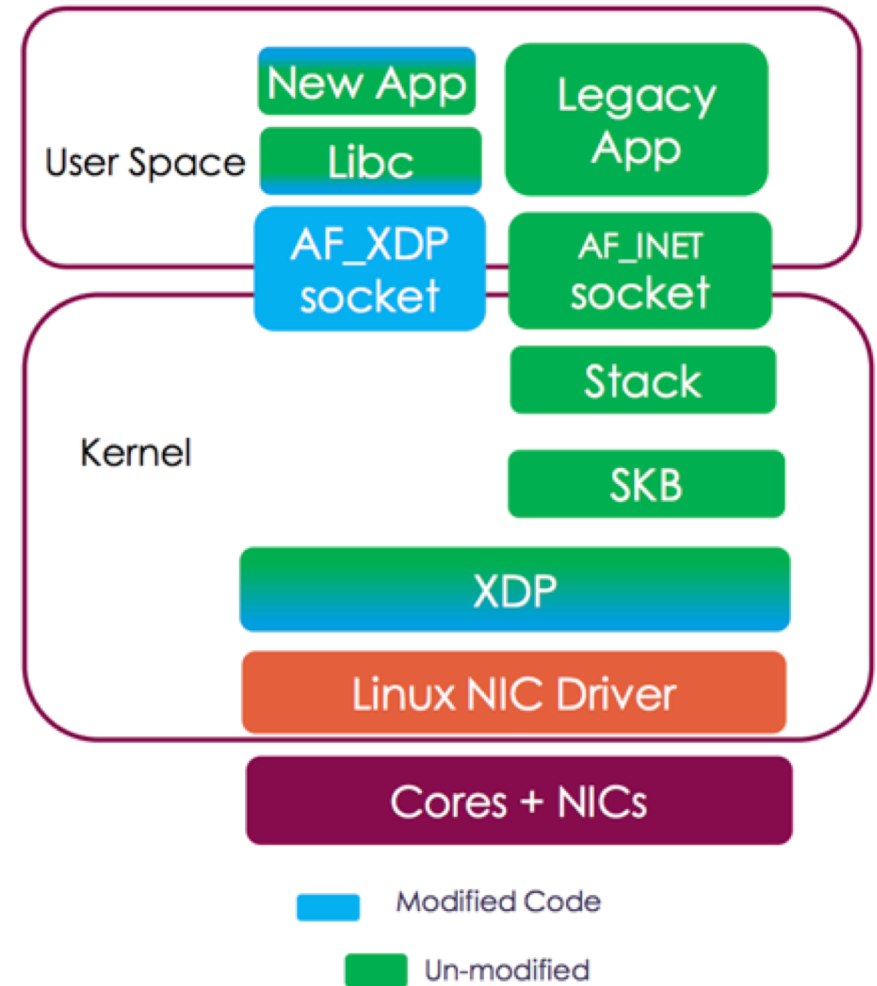 New App
Legacy
App
User Space
Libc
AF_XDP
socket
AF_INET
socket
Stack
Kernel
SKB
XDP
Linux NIC Driver
Cores + NICs
Modified Code
Un-modified